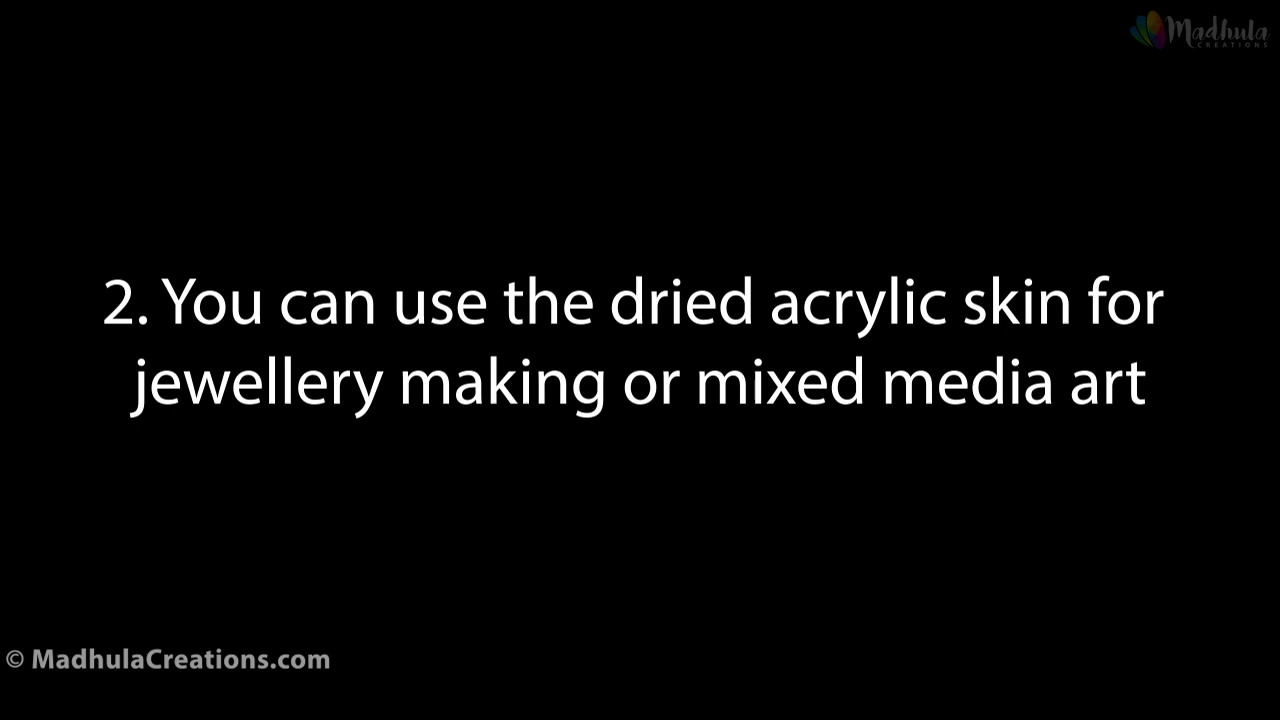 Madhula
CREATIONS
2. You can use the dried acrylic skin for
jewellery making or mixed media art
© MadhulaCreations.com